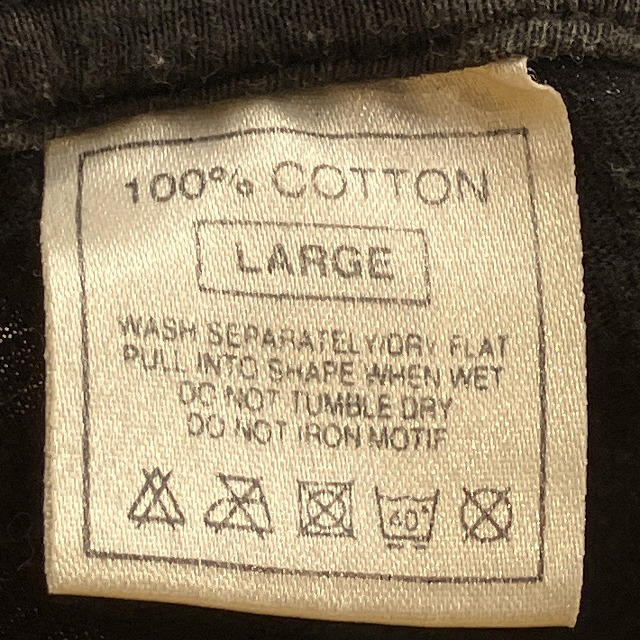 100% COTTON
LARGE
WASH SEPARATELY/DRY FLAT
PULL INTO SHAPE WHEN WET
DO NOT TUMBLE DRY
DO NOT IRON MOTIF
40°